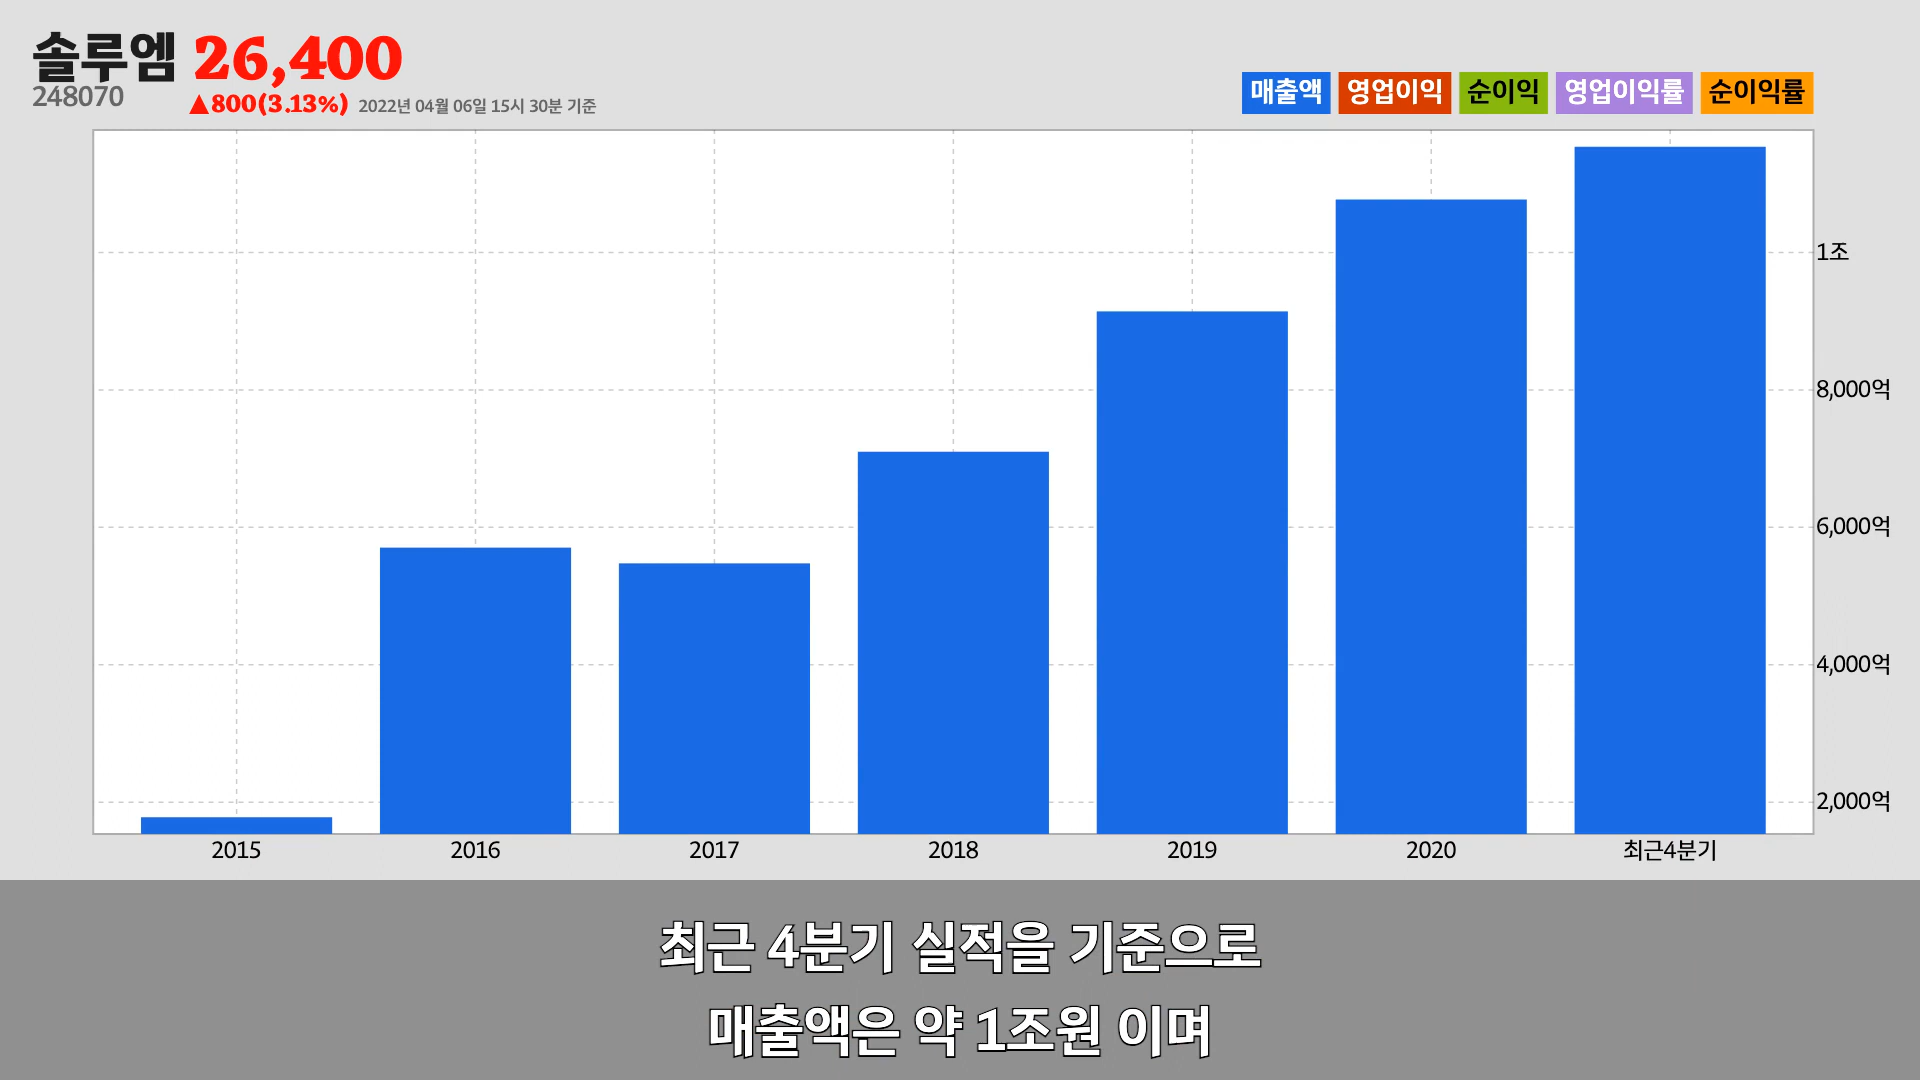 솔루엠 26,400
248070
▲800(3.13%) 2022년 04월 06일 15시 30분 기준
매출액 영업이익 순이익 영업이익률 순이익률
1조
8,000억
6,000억
4,000억
2,000억
2015 2016 2017 2018 2019 2020 최근4분기
최근 4분기 실적을 기준으로
매출액은 약 1조원 이며